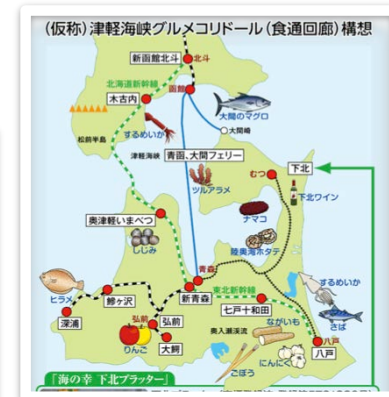 (仮称)津軽海峡グルメコリドール(食通回廊)構想
新函館北斗
北斗
北海道新幹線
函館
木古内
大間のマグロ
大間崎
するめいか
松前半島
津軽海峡
青函、大間フェリー
ツルアラメ
むつ
下北
下北ワイン
奥津軽いまべつ
しじみ
ナマコ
陸奥湾ホタテ
青森
新青森
東北新幹線
するめいか
ヒラメ
鰺ヶ沢
弘前
弘前
七戸十和田
さば
深浦
りんご
大鰐
奥入瀬渓流
ながいも
にんにく
ごぼう
八戸
八戸
「海の幸 下北プラッター」